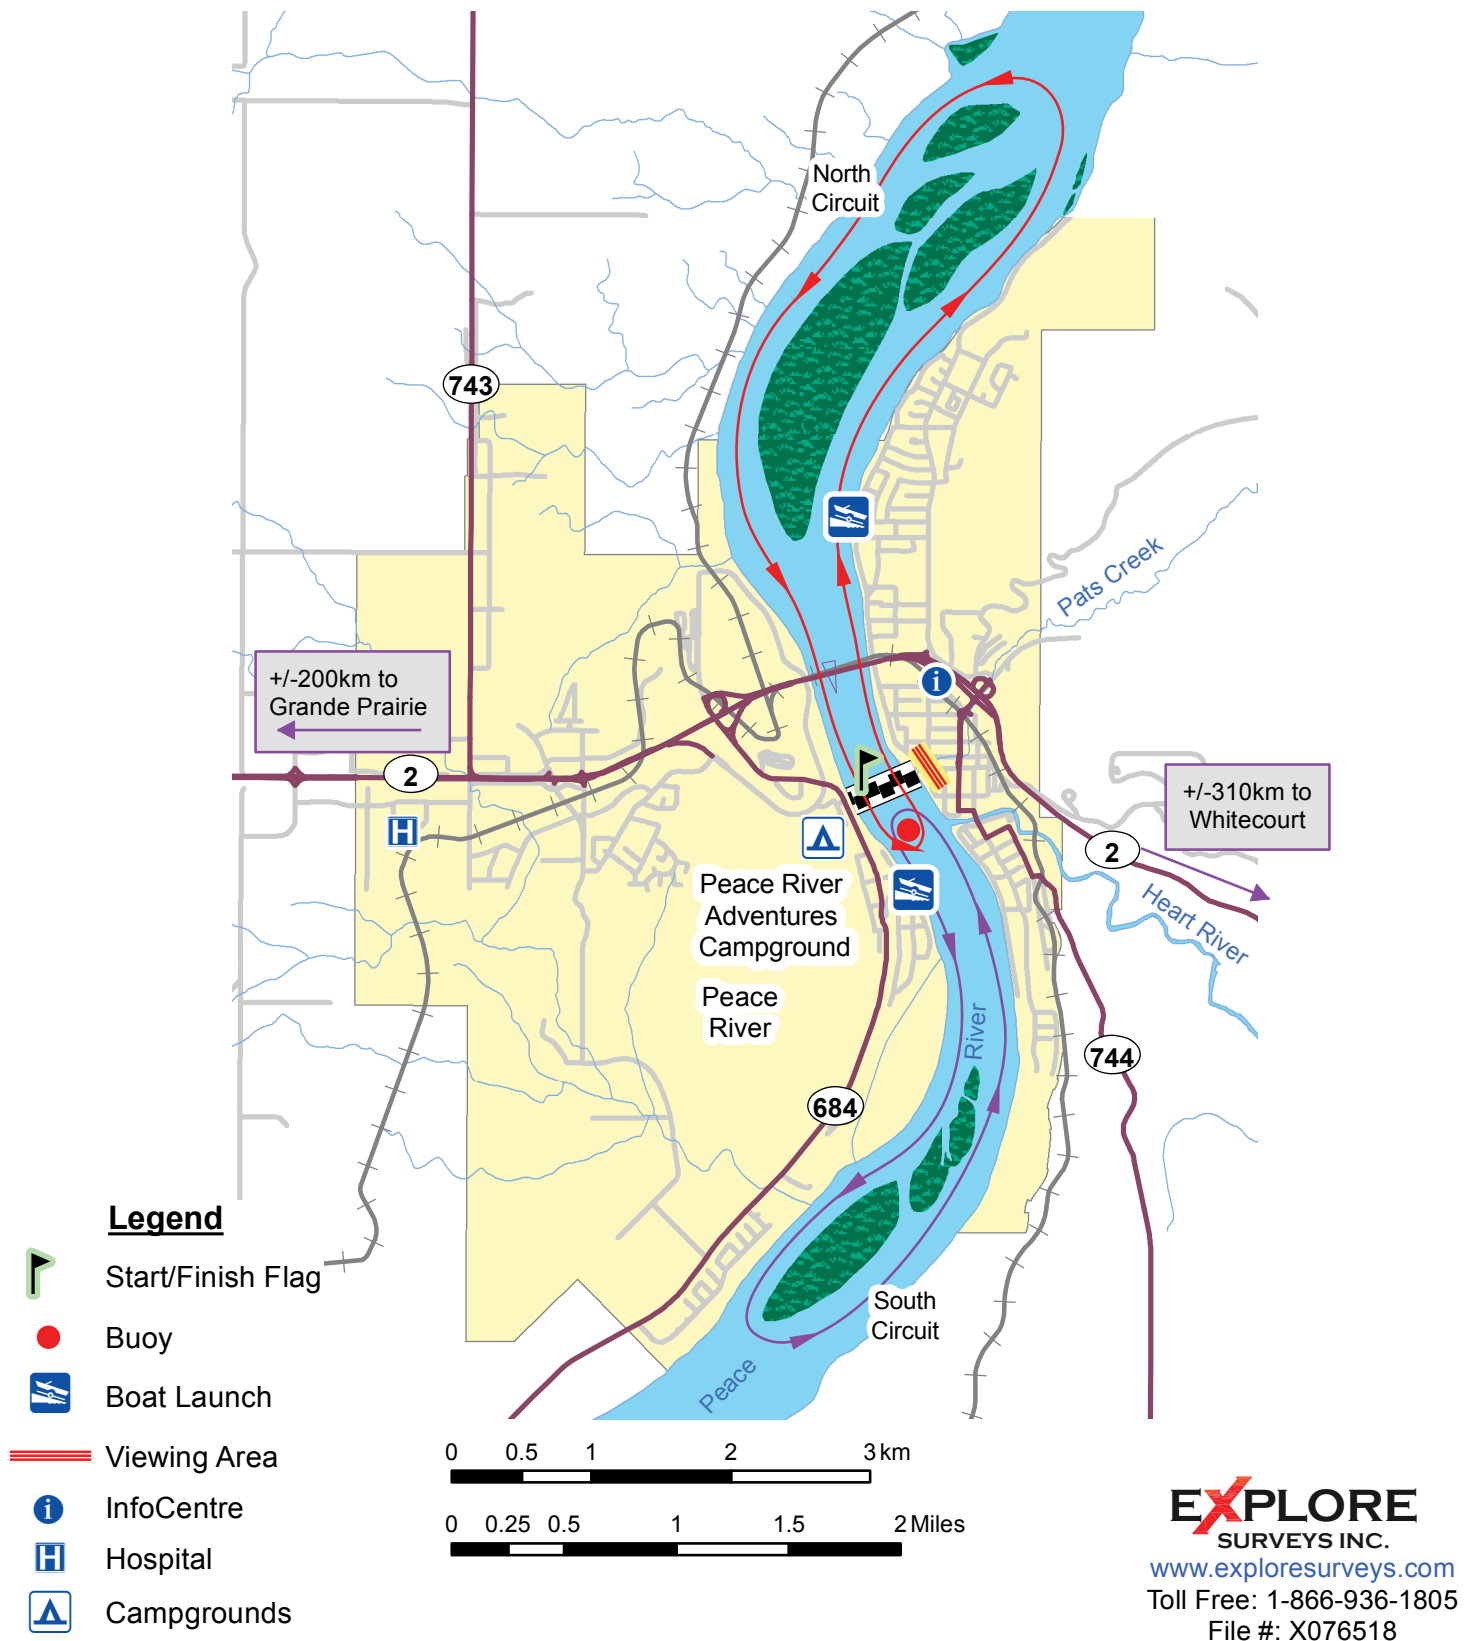 North
Circuit
743
Pats Creek
+/-200km to
Grande Prairie
i
2
H
+/-310km to
Whitecourt
2
Heart River
Peace River
Adventures
Campground
Peace
River
River
744
684
South
Circuit
Peace
Legend
Start/Finish Flag
Buoy
Boat Launch
Viewing Area
i
InfoCentre
H
Hospital
Campgrounds
0 0.5 1 2 3 km
0 0.25 0.5 1 1.5 2 Miles
EXPLORE
SURVEYS INC.
www.exploresurveys.com
Toll Free: 1-866-936-1805
File #: X076518